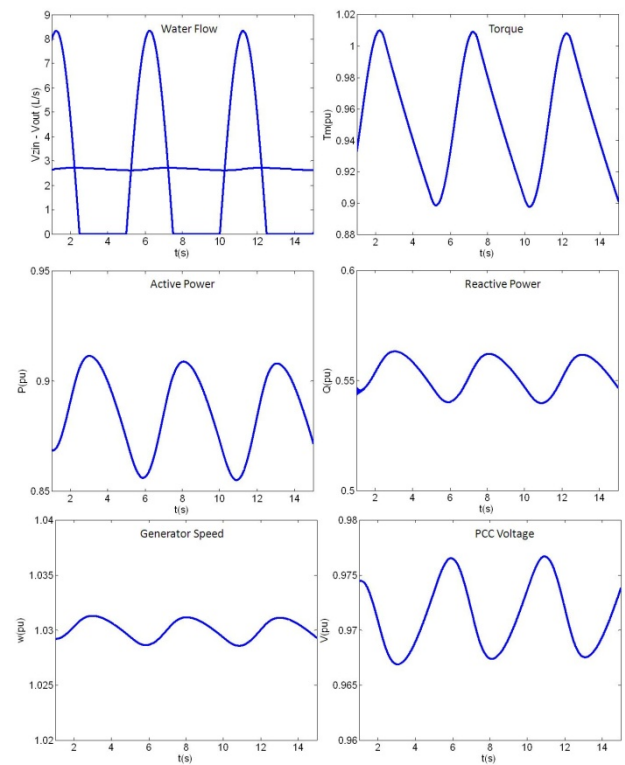 Water Flow
Vzin - Vout (L/s)
9
8
7
6
5
4
3
2
1
0
2 4 6 8 10 12 14
t(s)
Torque
Tm(pu)
1.02
1
0.98
0.96
0.94
0.92
0.9
0.88
2 4 6 8 10 12 14
t(s)
Active Power
P(pu)
0.95
0.9
0.85
2 4 6 8 10 12 14
t(s)
Reactive Power
Q(pu)
0.6
0.55
0.5
2 4 6 8 10 12 14
t(s)
Generator Speed
w(pu)
1.04
1.035
1.03
1.025
1.02
2 4 6 8 10 12 14
t(s)
PCC Voltage
V(pu)
0.98
0.975
0.97
0.965
0.96
2 4 6 8 10 12 14
t(s)